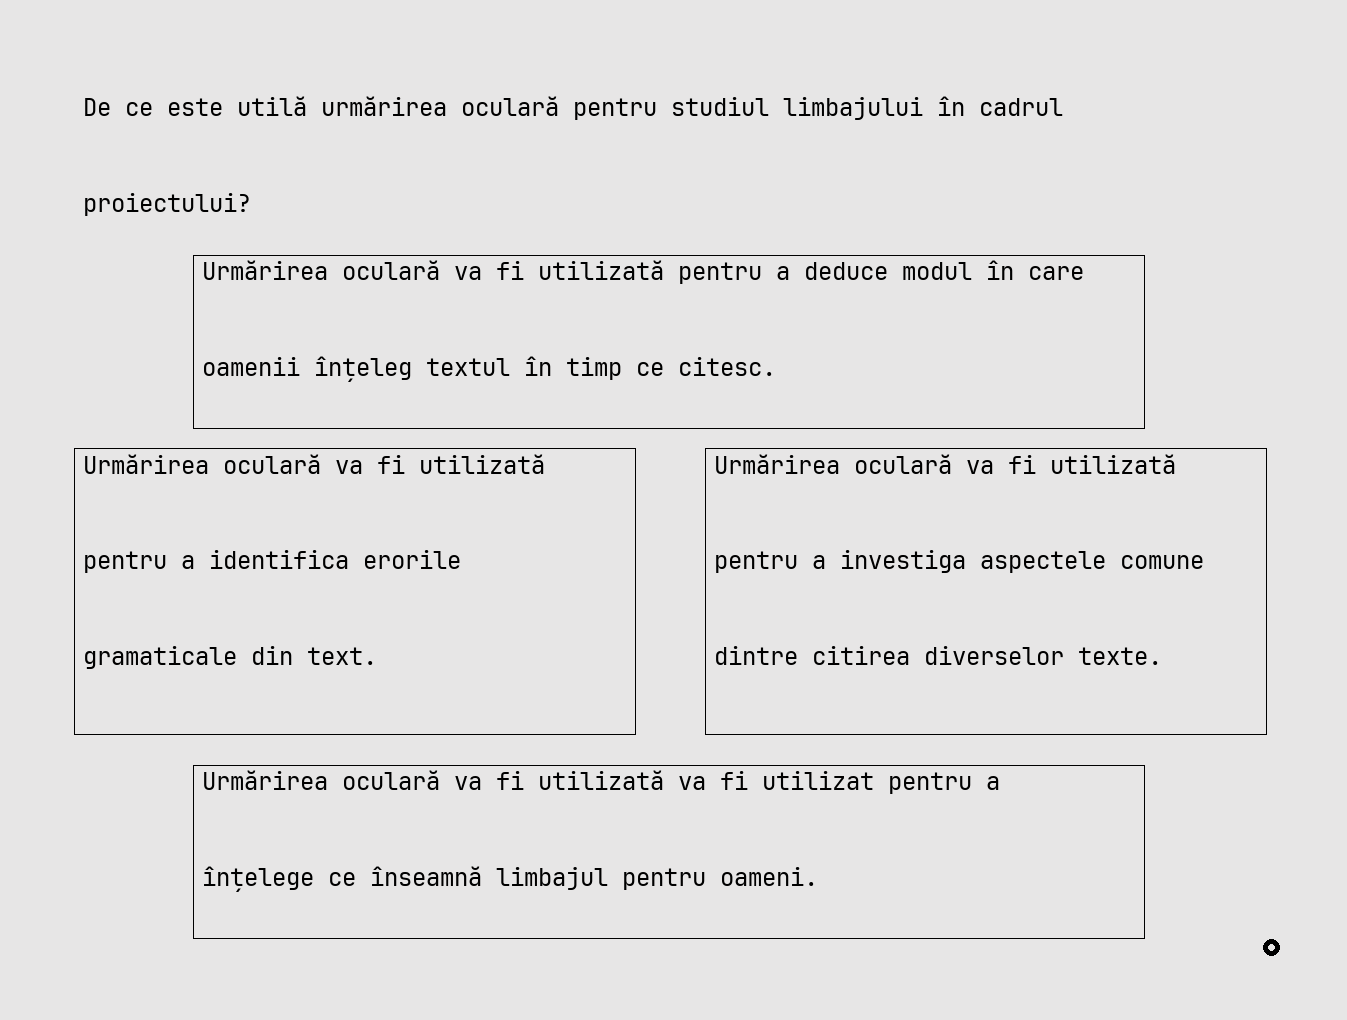 De ce este utilă urmărirea oculară pentru studiul limbajului în cadrul
proiectului?
Urmărirea oculară va fi utilizată pentru a deduce modul în care
oamenii înțeleg textul în timp ce citesc.
Urmărirea oculară va fi utilizată
pentru a identifica erorile
gramaticale din text.
Urmărirea oculară va fi utilizată
pentru a investiga aspectele comune
dintre citirea diverselor texte.
Urmărirea oculară va fi utilizată va fi utilizat pentru a
înțelege ce înseamnă limbajul pentru oameni.